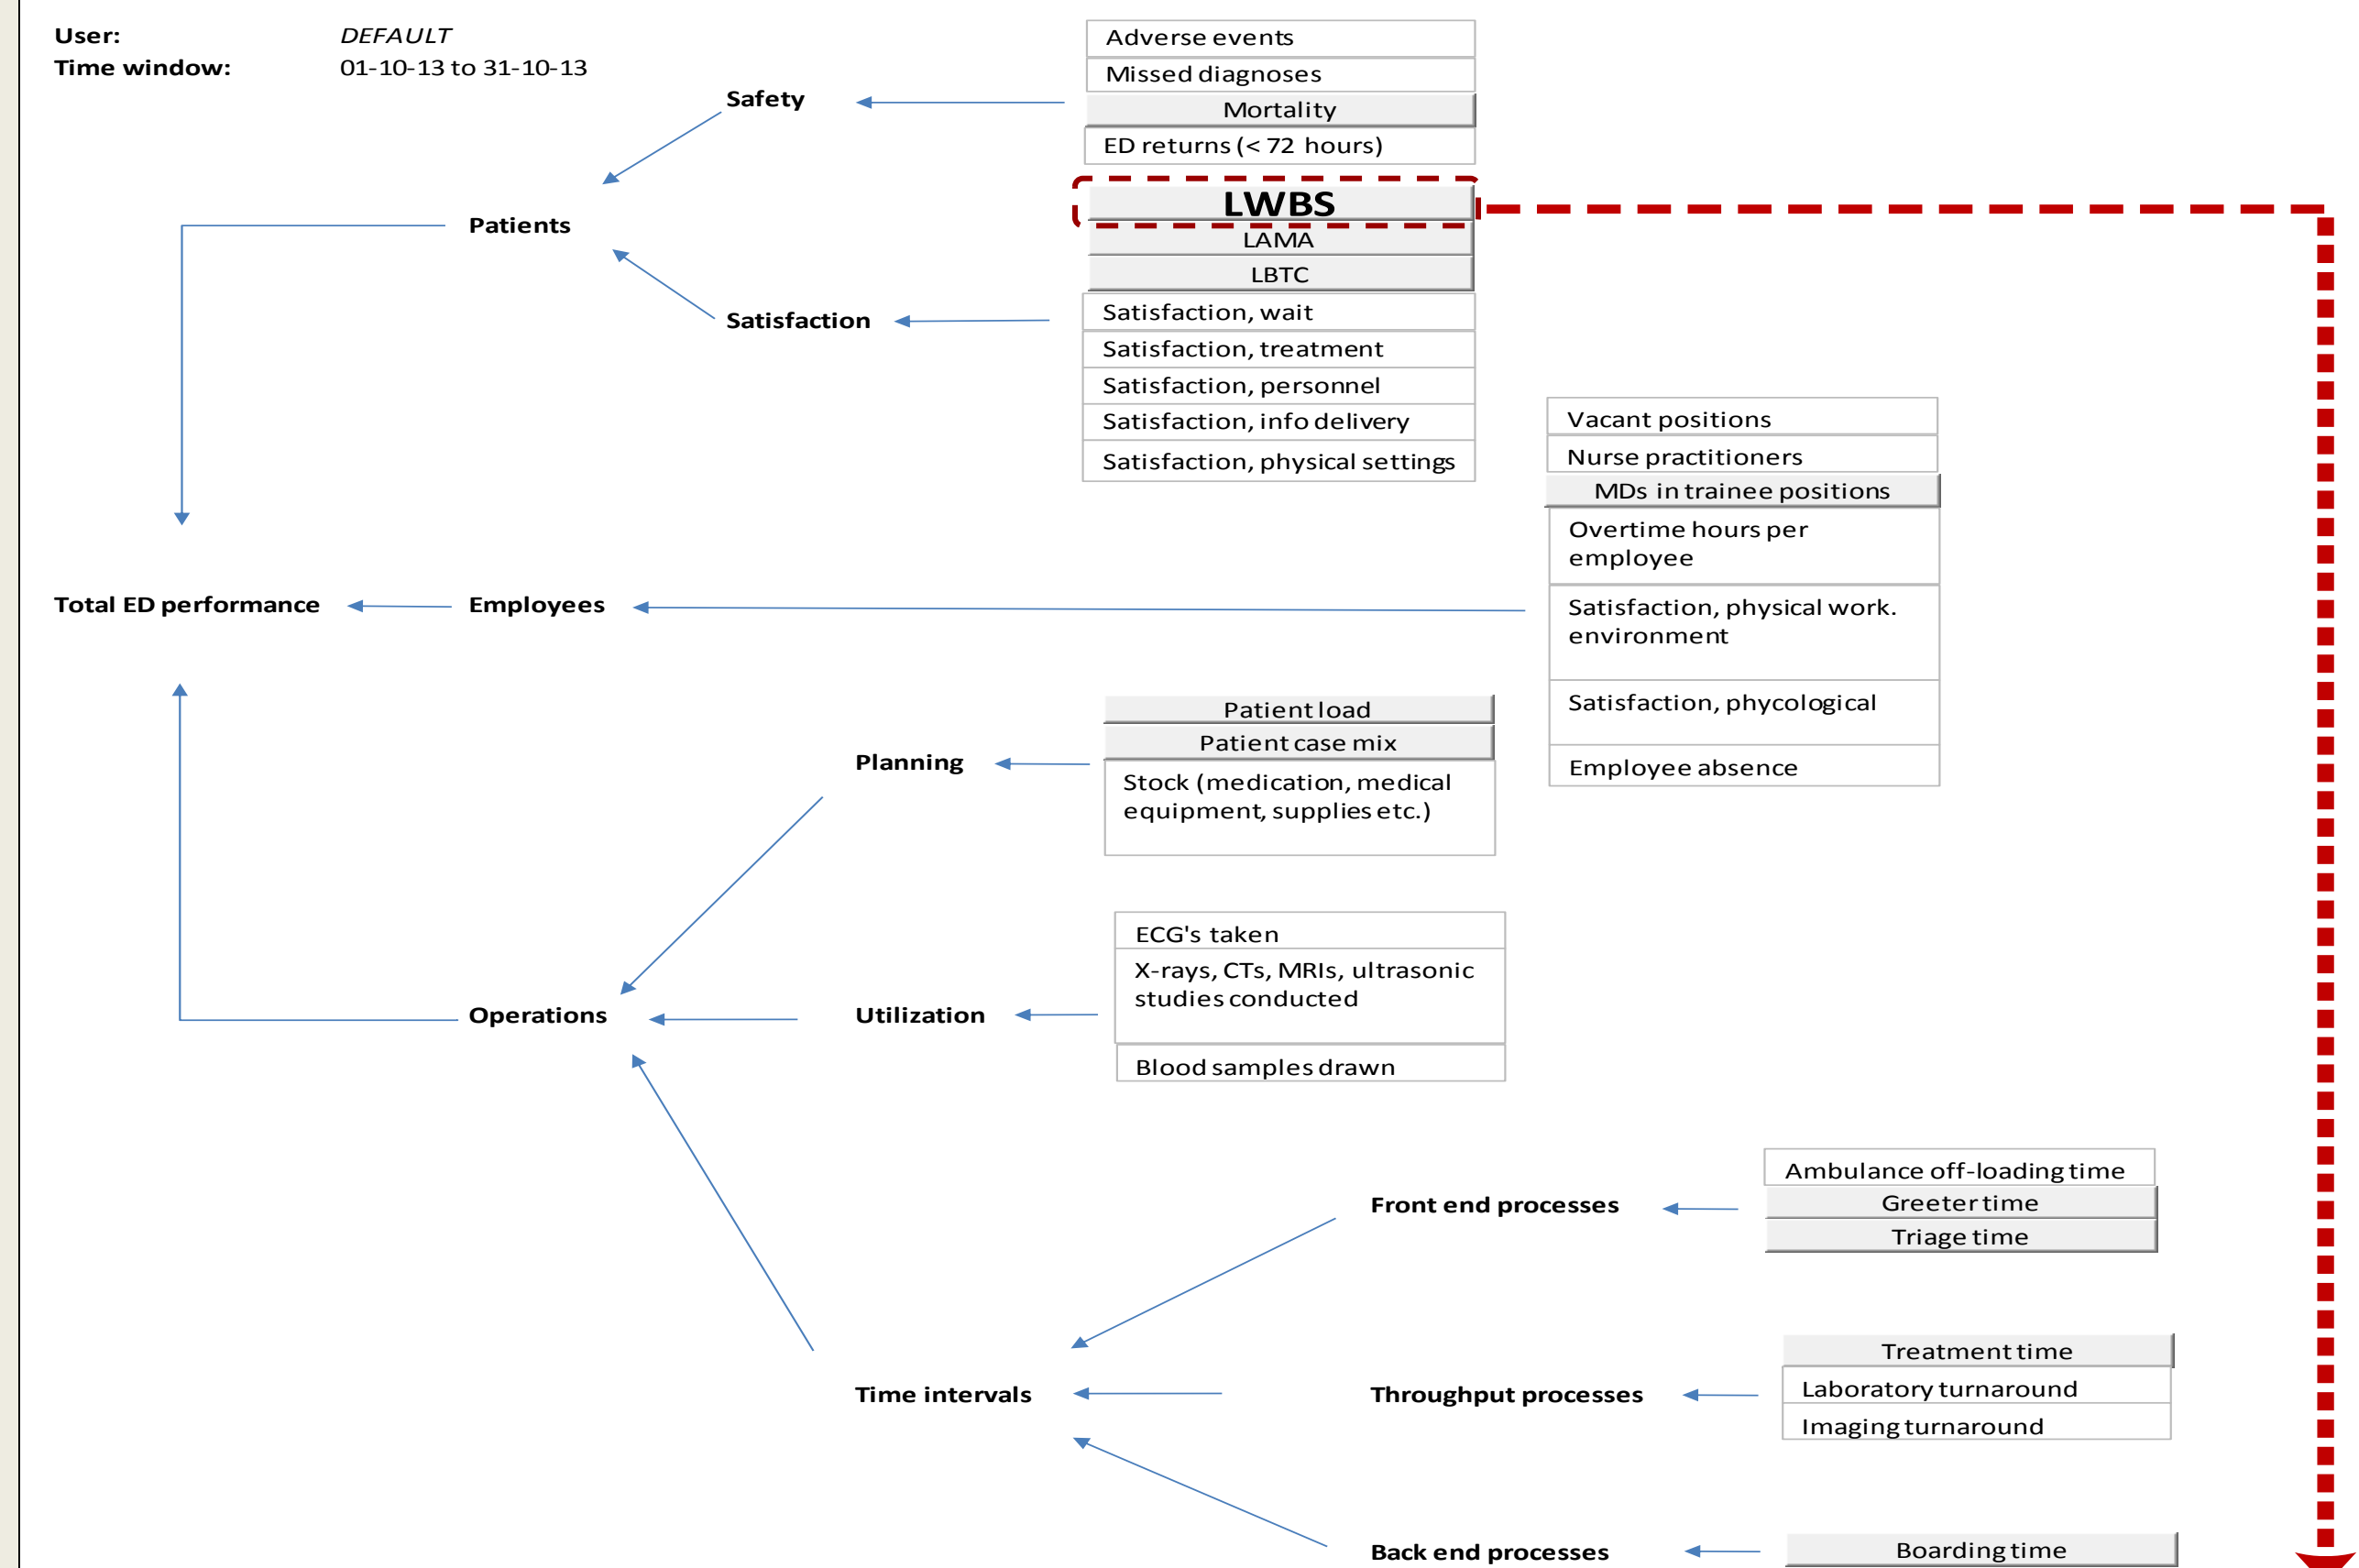 User: DEFAULT
Time window: 01-10-13 to 31-10-13
Adverse events
Missed diagnoses
Safety
Mortality
ED returns (< 72 hours)
LWBS
Patients
LAMA
LBTC
Satisfaction
Satisfaction, wait
Satisfaction, treatment
Satisfaction, personnel
Satisfaction, info delivery
Satisfaction, physical settings
Vacant positions
Nurse practitioners
MDs in trainee positions
Overtime hours per
employee
Total ED performance
Employees
Satisfaction, physical work.
environment
Satisfaction, phycological
Employee absence
Planning
Patient load
Patient case mix
Stock (medication, medical
equipment, supplies etc.)
Operations
Utilization
ECG's taken
X-rays, CTs, MRIs, ultrasonic
studies conducted
Blood samples drawn
Front end processes
Ambulance off-loading time
Greeter time
Triage time
Time intervals
Throughput processes
Treatment time
Laboratory turnaround
Imaging turnaround
Back end processes
Boarding time